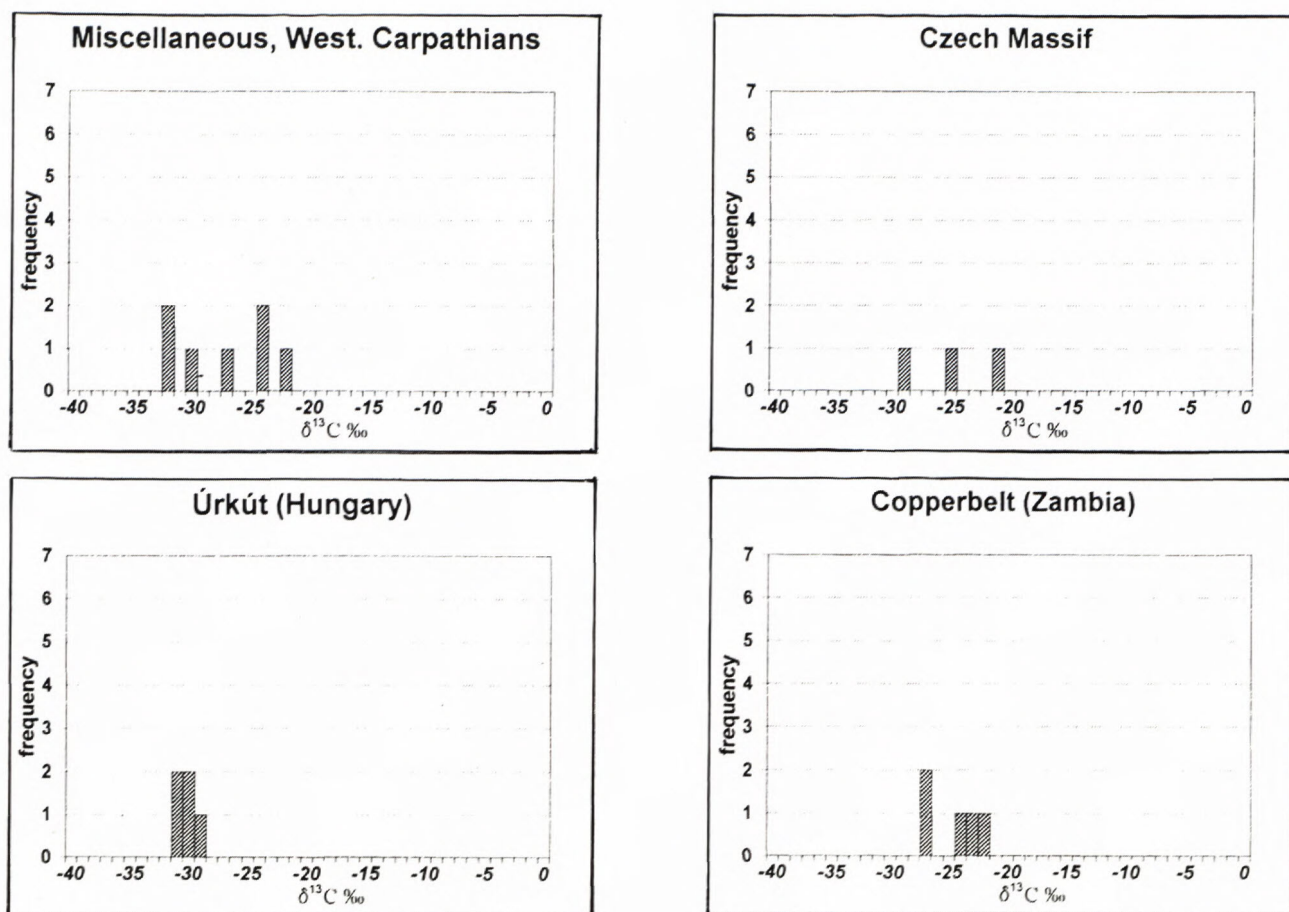 Miscellaneous, West. Carpathians
7
6
5
4
3
2
1
0
frequency
-40 -35 -30 -25 -20 -15 -10 -5 0
δ¹³C ‰
Czech Massif
7
6
5
4
3
2
1
0
frequency
-40 -35 -30 -25 -20 -15 -10 -5 0
δ¹³C ‰
Úrkút (Hungary)
7
6
5
4
3
2
1
0
frequency
-40 -35 -30 -25 -20 -15 -10 -5 0
δ¹³C ‰
Copperbelt (Zambia)
7
6
5
4
3
2
1
0
frequency
-40 -35 -30 -25 -20 -15 -10 -5 0
δ¹³C ‰